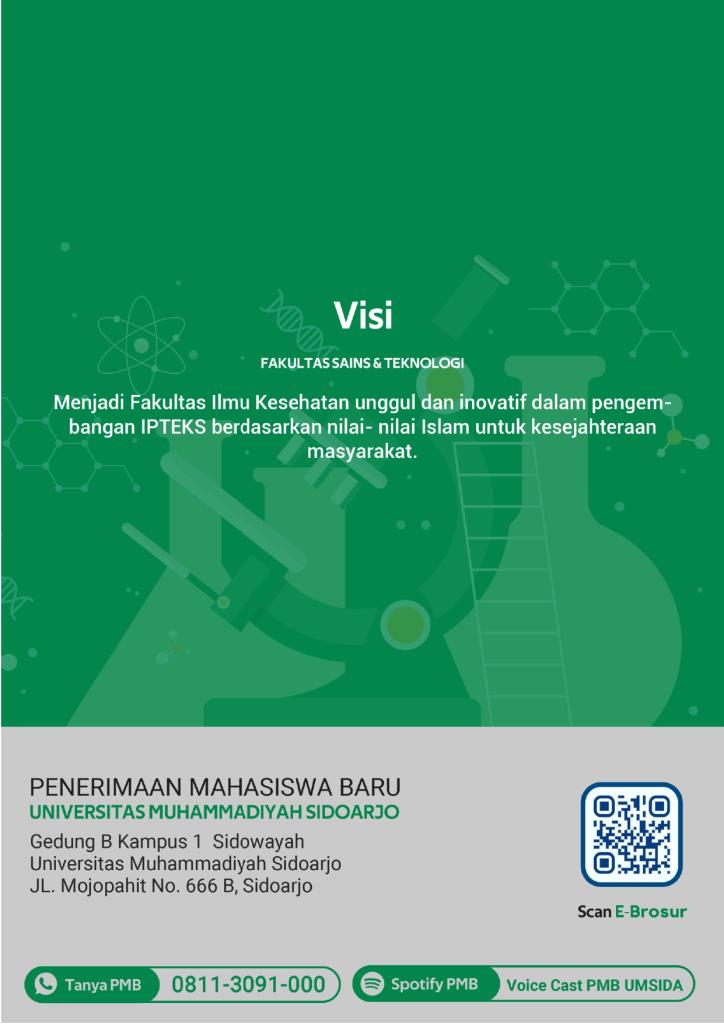 Visi
FAKULTAS SAINS & TEKNOLOGI
Menjadi Fakultas Ilmu Kesehatan unggul dan inovatif dalam pengem-
bangan IPTEKS berdasarkan nilai- nilai Islam untuk kesejahteraan
masyarakat.
PENERIMAAN MAHASISWA BARU
UNIVERSITAS MUHAMMADIYAH SIDOARJO
Gedung B Kampus 1  Sidowayah
Universitas Muhammadiyah Sidoarjo
JL. Mojopahit No. 666 B, Sidoarjo
Scan E-Brosur
Tanya PMB 0811-3091-000
Spotify PMB Voice Cast PMB UMSIDA